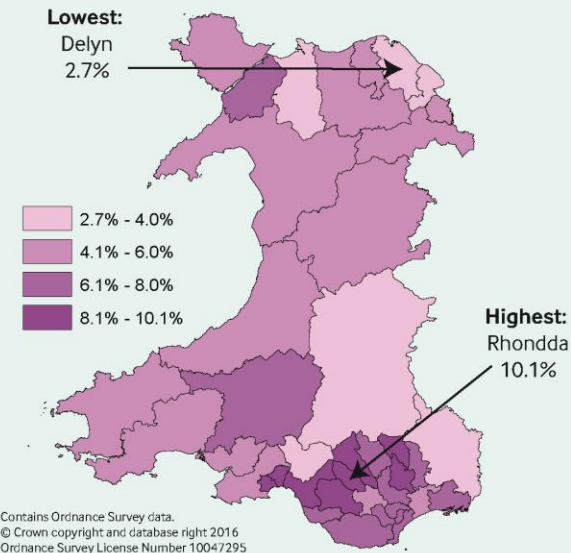 Lowest:
Delyn
2.7%
2.7% - 4.0%
4.1% - 6.0%
6.1% - 8.0%
8.1% - 10.1%
Highest:
Rhondda
10.1%
Contains Ordnance Survey data.
© Crown copyright and database right 2016
Ordnance Survey License Number 10047295